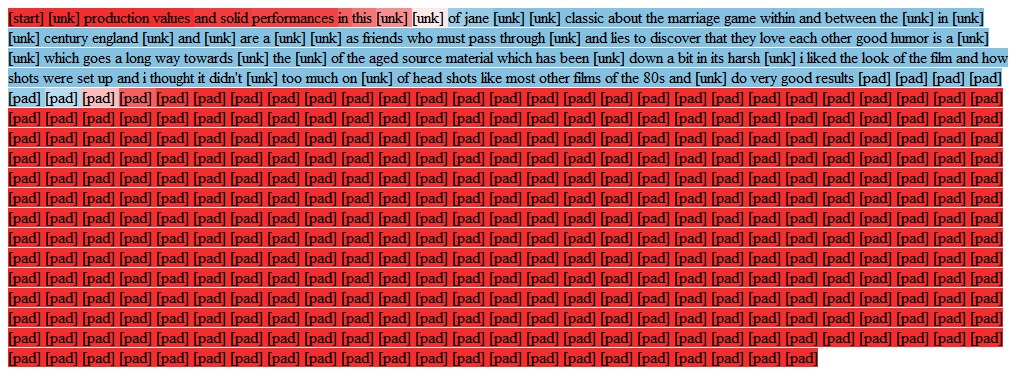 [start] [unk] production values and solid performances in this [unk] [unk] of jane [unk] [unk] classic about the marriage game within and between the [unk] in [unk]
[unk] century england [unk] and [unk] are a [unk] [unk] as friends who must pass through [unk] and lies to discover that they love each other good humor is a [unk]
[unk] which goes a long way towards [unk] the [unk] of the aged source material which has been [unk] down a bit in its harsh [unk] i liked the look of the film and how
shots were set up and i thought it didn't [unk] too much on [unk] of head shots like most other films of the 80s and [unk] do very good results [pad] [pad] [pad] [pad]
[pad] [pad] [pad] [pad] [pad] [pad] [pad] [pad] [pad] [pad] [pad] [pad] [pad] [pad] [pad] [pad] [pad] [pad] [pad] [pad] [pad] [pad] [pad] [pad] [pad] [pad] [pad]
[pad] [pad] [pad] [pad] [pad] [pad] [pad] [pad] [pad] [pad] [pad] [pad] [pad] [pad] [pad] [pad] [pad] [pad] [pad] [pad] [pad] [pad] [pad] [pad] [pad] [pad] [pad]
[pad] [pad] [pad] [pad] [pad] [pad] [pad] [pad] [pad] [pad] [pad] [pad] [pad] [pad] [pad] [pad] [pad] [pad] [pad] [pad] [pad] [pad] [pad] [pad] [pad] [pad] [pad]
[pad] [pad] [pad] [pad] [pad] [pad] [pad] [pad] [pad] [pad] [pad] [pad] [pad] [pad] [pad] [pad] [pad] [pad] [pad] [pad] [pad] [pad] [pad] [pad] [pad] [pad] [pad]
[pad] [pad] [pad] [pad] [pad] [pad] [pad] [pad] [pad] [pad] [pad] [pad] [pad] [pad] [pad] [pad] [pad] [pad] [pad] [pad] [pad] [pad] [pad] [pad] [pad] [pad] [pad]
[pad] [pad] [pad] [pad] [pad] [pad] [pad] [pad] [pad] [pad] [pad] [pad] [pad] [pad] [pad] [pad] [pad] [pad] [pad] [pad] [pad] [pad] [pad] [pad] [pad] [pad] [pad]
[pad] [pad] [pad] [pad] [pad] [pad] [pad] [pad] [pad] [pad] [pad] [pad] [pad] [pad] [pad] [pad] [pad] [pad] [pad] [pad] [pad] [pad] [pad] [pad] [pad] [pad] [pad]
[pad] [pad] [pad] [pad] [pad] [pad] [pad] [pad] [pad] [pad] [pad] [pad] [pad] [pad] [pad] [pad] [pad] [pad] [pad] [pad] [pad] [pad] [pad] [pad] [pad] [pad] [pad]
[pad] [pad] [pad] [pad] [pad] [pad] [pad] [pad] [pad] [pad] [pad] [pad] [pad] [pad] [pad] [pad] [pad] [pad] [pad] [pad] [pad] [pad] [pad] [pad] [pad] [pad] [pad]
[pad] [pad] [pad] [pad] [pad] [pad] [pad] [pad] [pad] [pad] [pad] [pad] [pad] [pad] [pad] [pad] [pad] [pad] [pad] [pad] [pad] [pad] [pad] [pad] [pad] [pad] [pad]
[pad] [pad] [pad] [pad] [pad] [pad] [pad] [pad] [pad] [pad] [pad] [pad] [pad] [pad] [pad] [pad] [pad] [pad] [pad] [pad] [pad] [pad] [pad] [pad] [pad] [pad] [pad]
[pad] [pad] [pad] [pad] [pad] [pad] [pad] [pad] [pad] [pad] [pad] [pad] [pad] [pad] [pad] [pad] [pad] [pad] [pad] [pad] [pad] [pad] [pad] [pad] [pad] [pad] [pad]
[pad] [pad] [pad] [pad] [pad] [pad] [pad] [pad] [pad] [pad] [pad] [pad] [pad] [pad] [pad] [pad] [pad] [pad] [pad] [pad] [pad] [pad] [pad] [pad] [pad] [pad] [pad]
[pad] [pad] [pad] [pad] [pad] [pad] [pad] [pad] [pad] [pad] [pad] [pad] [pad] [pad] [pad] [pad] [pad] [pad] [pad] [pad] [pad] [pad]